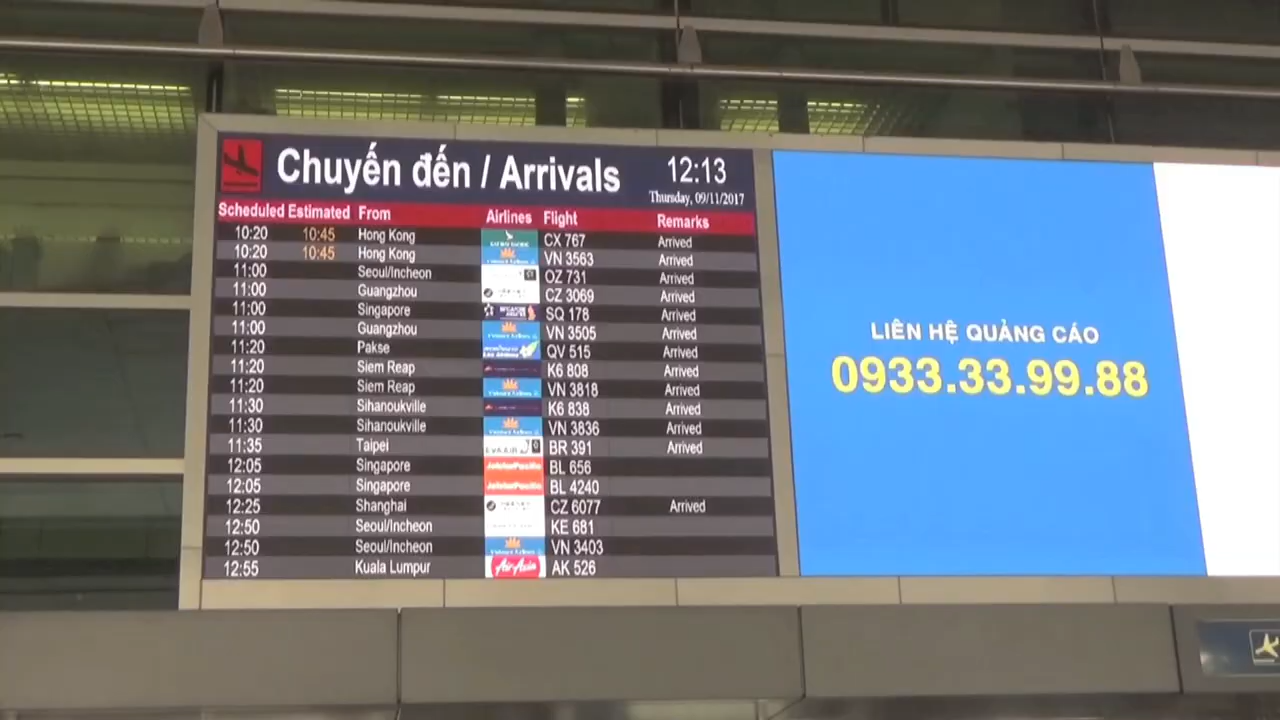 Chuyến đến / Arrivals 12:13
Thursday, 09/11/2017
Scheduled Estimated From Airlines Flight Remarks
10:20 10:45 Hong Kong CX 767 Arrived
10:20 10:45 Hong Kong VN 3563 Arrived
11:00 Seoul/Incheon OZ 731 Arrived
11:00 Guangzhou CZ 3069 Arrived
11:00 Singapore SQ 178 Arrived
11:00 Guangzhou VN 3505 Arrived
11:20 Pakse QV 515 Arrived
11:20 Siem Reap K6 808 Arrived
11:20 Siem Reap VN 3818 Arrived
11:30 Sihanoukville K6 838 Arrived
11:30 Sihanoukville VN 3836 Arrived
11:35 Taipei EVA AIR BR 391 Arrived
12:05 Singapore JetstarPacific BL 656
12:05 Singapore JetstarPacific BL 4240
12:25 Shanghai CZ 6077 Arrived
12:50 Seoul/Incheon KE 681
12:50 Seoul/Incheon VN 3403
12:55 Kuala Lumpur AirAsia AK 526
LIÊN HỆ QUẢNG CÁO
0933.33.99.88